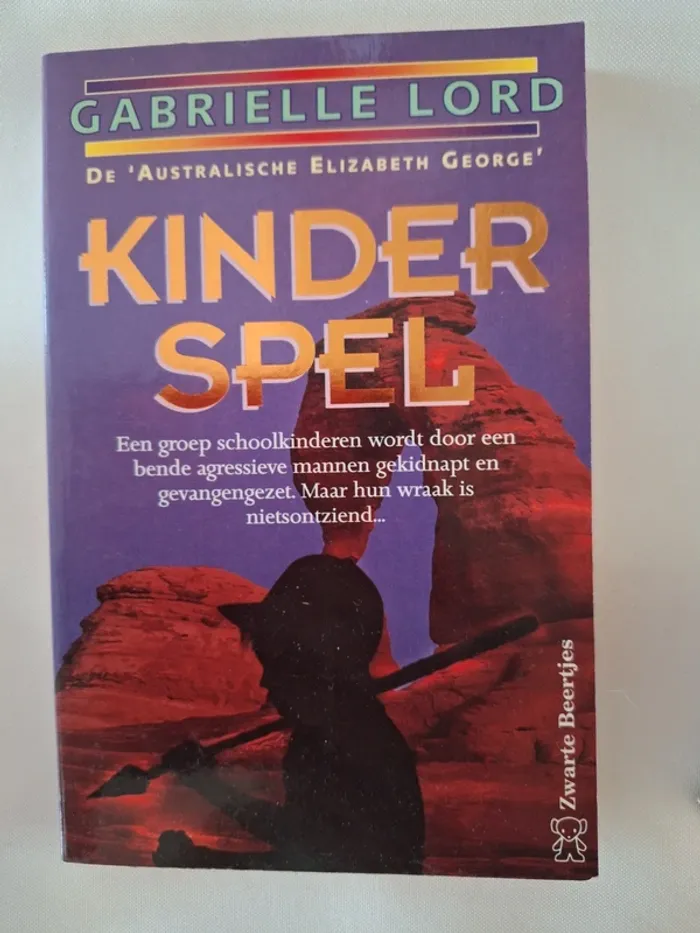 GABRIELLE LORD
DE 'AUSTRALISCHE ELIZABETH GEORGE'
KINDER
SPEL
Een groep schoolkinderen wordt door een
bende agressieve mannen gekidnapt en
gevangengezet. Maar hun wraak is
nietsontziend...
Zwarte Beertjes